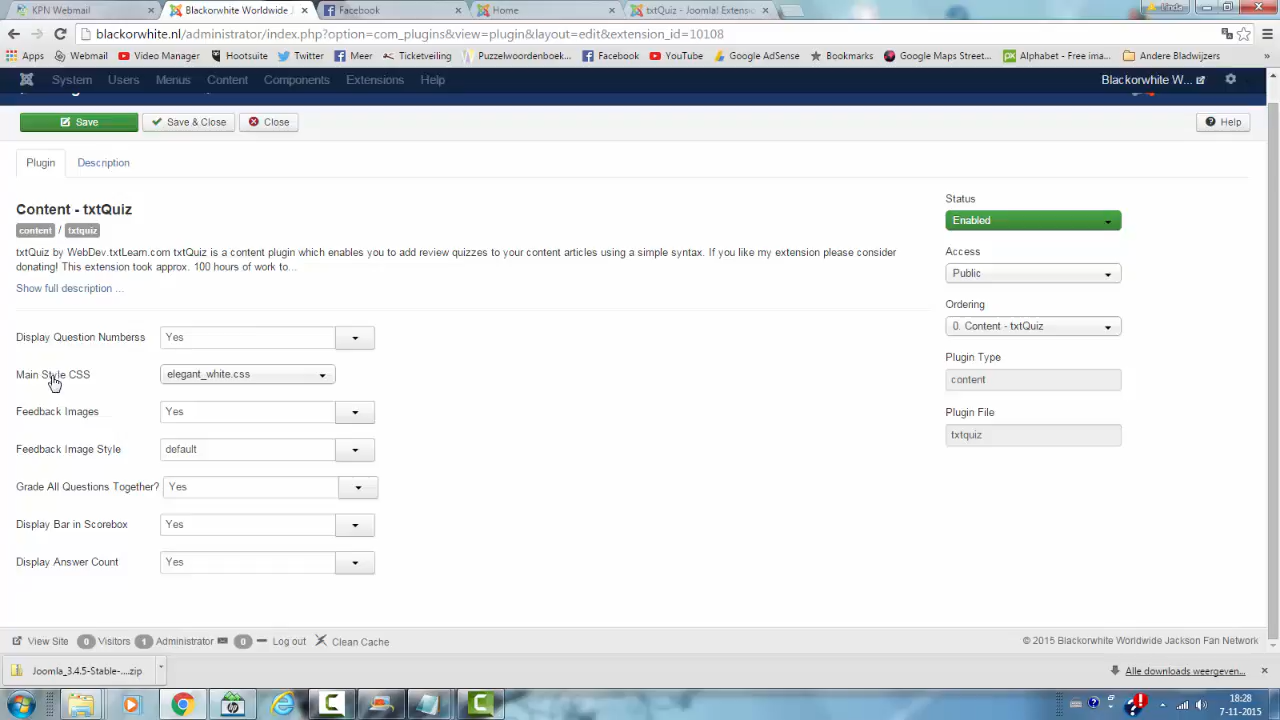 KPN Webmail
Blackorwhite Worldwide J...
Facebook
Home
txtQuiz - Joomla! Extensio...
blackorwhite.nl/administrator/index.php?option=com_plugins&view=plugin&layout=edit&extension_id=10108
Apps Webmail Video Manager Hootsuite Twitter Meer Ticketveiling Puzzelwoordenboek... Facebook YouTube Google AdSense Bookmarks Google Maps Street... Alphabet - Free ima... Andere Bladwijzers
System Users Menus Content Components Extensions Help Blackorwhite W...
Save Save & Close Close Help
Plugin Description
Content - txtQuiz
content / txtquiz
txtQuiz by WebDev.txtLearn.com txtQuiz is a content plugin which enables you to add review quizzes to your content articles using a simple syntax. If you like my extension please consider
donating! This extension took approx. 100 hours of work to...
Show full description ...
Display Question Numberss Yes
Main Style CSS elegant_white.css
Feedback Images Yes
Feedback Image Style default
Grade All Questions Together? Yes
Display Bar in Scorebox Yes
Display Answer Count Yes
Status
Enabled
Access
Public
Ordering
0. Content - txtQuiz
Plugin Type
content
Plugin File
txtquiz
View Site 0 Visitors 1 Administrator 0 Log out Clean Cache © 2015 Blackorwhite Worldwide Jackson Fan Network
Joomla_3.4.5-Stable-....zip Alle downloads weergeven...
18:28
7-11-2015